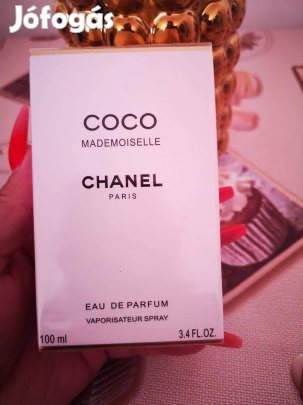 Jófogás
COCO
MADEMOISELLE
CHANEL
PARIS
EAU DE PARFUM
VAPORISATEUR SPRAY
100 ml 3.4 FL.OZ.